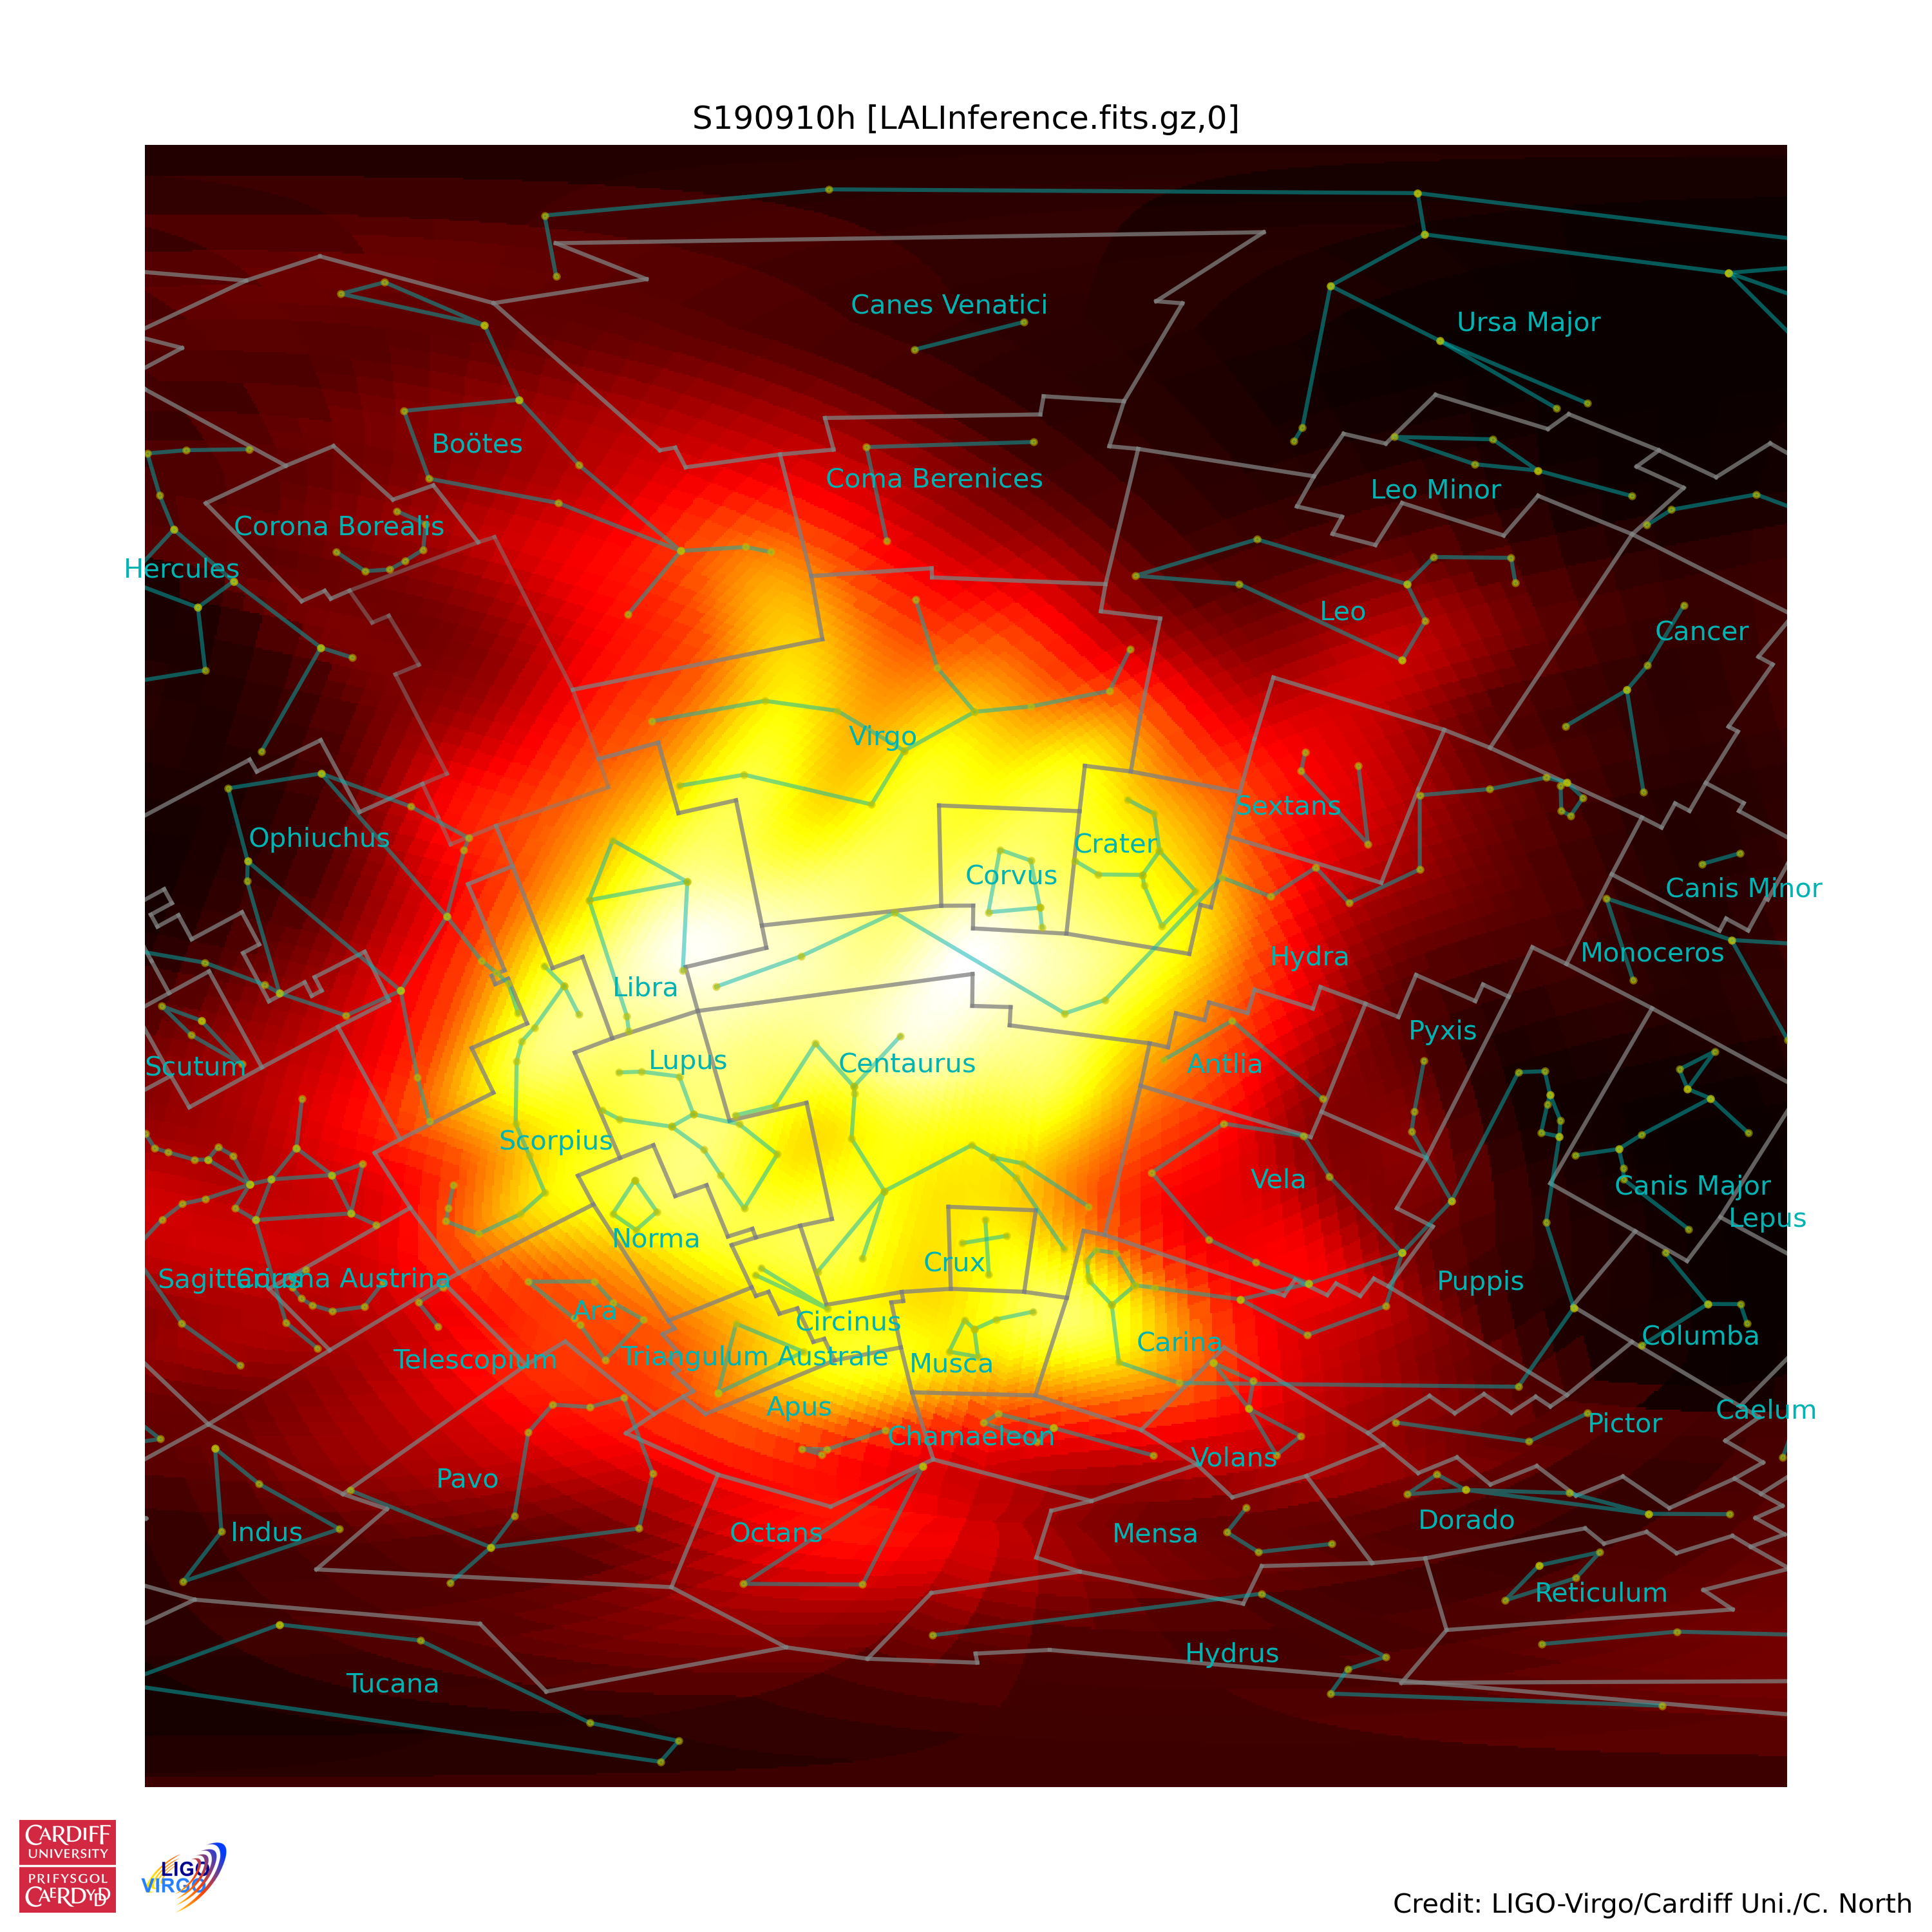 S190910h [LALInference.fits.gz,0]
Canes Venatici
Ursa Major
Boötes
Coma Berenices
Leo Minor
Corona Borealis
Hercules
Leo
Cancer
Virgo
Sextans
Ophiuchus
Crater
Corvus
Canis Minor
Hydra
Monoceros
Libra
Pyxis
Scutum
Lupus
Centaurus
Antlia
Scorpius
Vela
Canis Major
Lepus
Norma
Crux
Sagittarius
Corona Austrina
Puppis
Ara
Circinus
Carina
Columba
Telescopium
Triangulum Australe
Musca
Apus
Caelum
Chamaeleon
Pictor
Volans
Pavo
Indus
Octans
Mensa
Dorado
Reticulum
Hydrus
Tucana
CARDIFF
UNIVERSITY
PRIFYSGOL
CAERDYDD
LIGO
VIRGO
Credit: LIGO-Virgo/Cardiff Uni./C. North